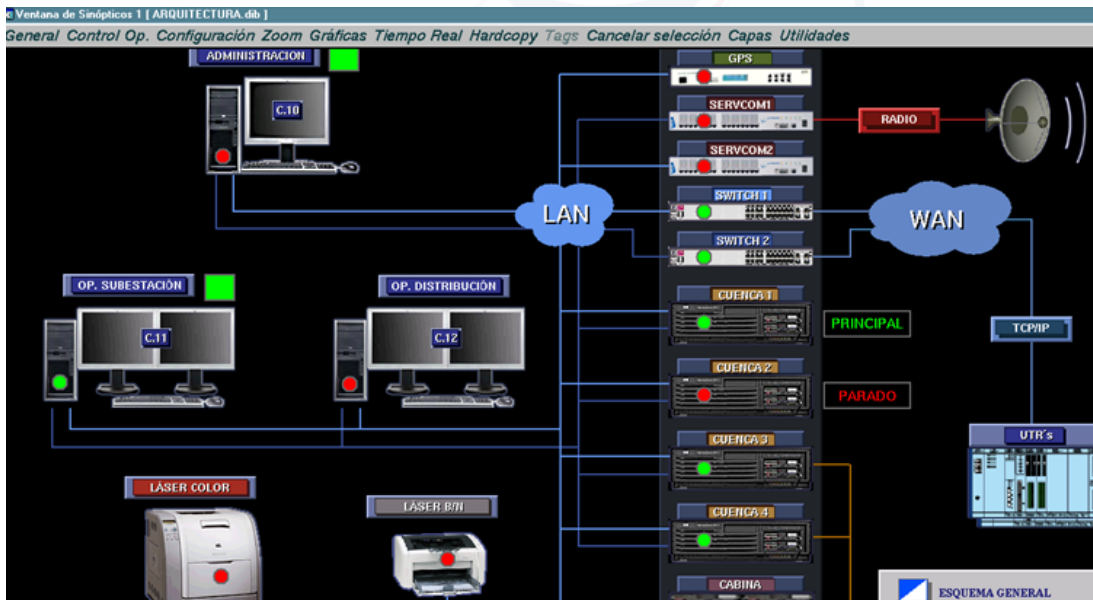 Ventana de Sinópticos 1 [ ARQUITECTURA.dib ]
General Control Op. Configuración Zoom Gráficas Tiempo Real Hardcopy Tags Cancelar selección Capas Utilidades
ADMINISTRACION
GPS
C.10
SERVCOM1
RADIO
SERVCOM2
SWITCH 1
LAN
WAN
SWITCH 2
OP. SUBESTACIÓN
OP. DISTRIBUCIÓN
CUENCA 1
C.11
C.12
PRINCIPAL
TCP/IP
CUENCA 2
PARADO
CUENCA 3
UTR´s
LÀSER COLOR
LÀSER B/N
CUENCA 4
CABINA
ESQUEMA GENERAL